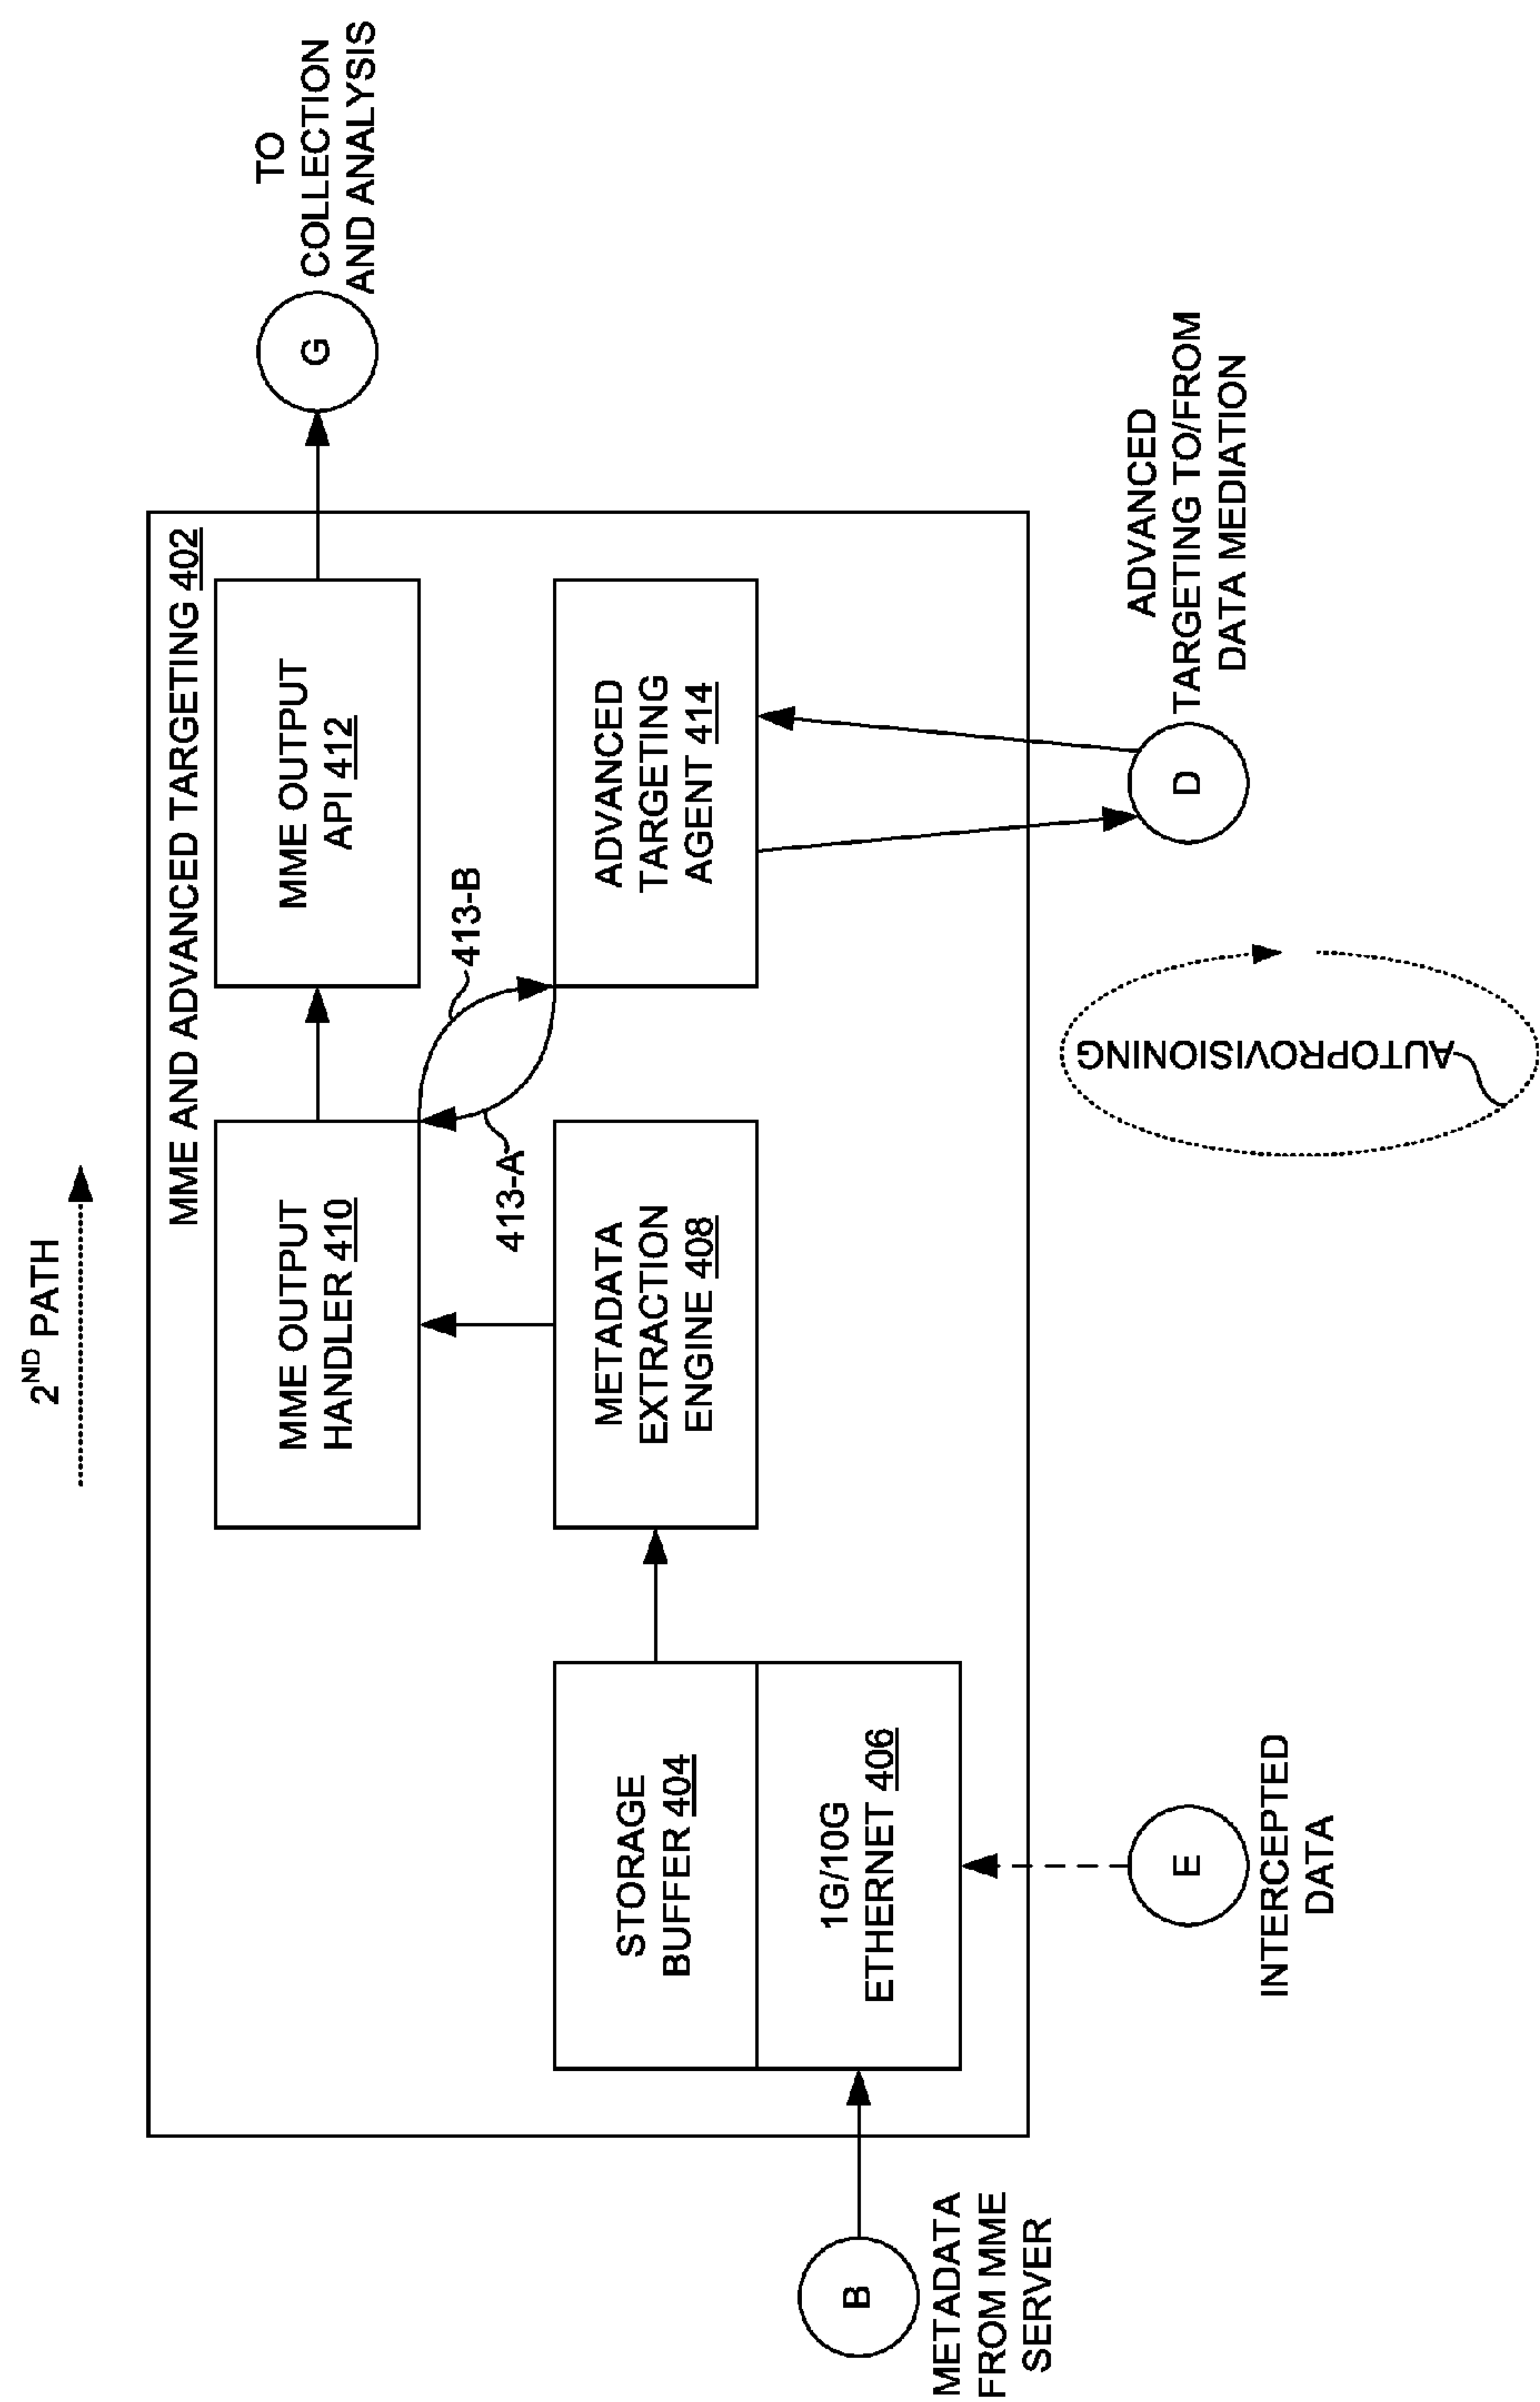 2ND PATH
MME AND ADVANCED TARGETING 402
MME OUTPUT
HANDLER 410
MME OUTPUT
API 412
G
TO
COLLECTION
AND ANALYSIS
413-B
413-A
STORAGE
BUFFER 404
1G/10G
ETHERNET 406
METADATA
EXTRACTION
ENGINE 408
ADVANCED
TARGETING
AGENT 414
B
METADATA
FROM MME
SERVER
E
INTERCEPTED
DATA
AUTOPROVISIONING
D
ADVANCED
TARGETING TO/FROM
DATA MEDIATION